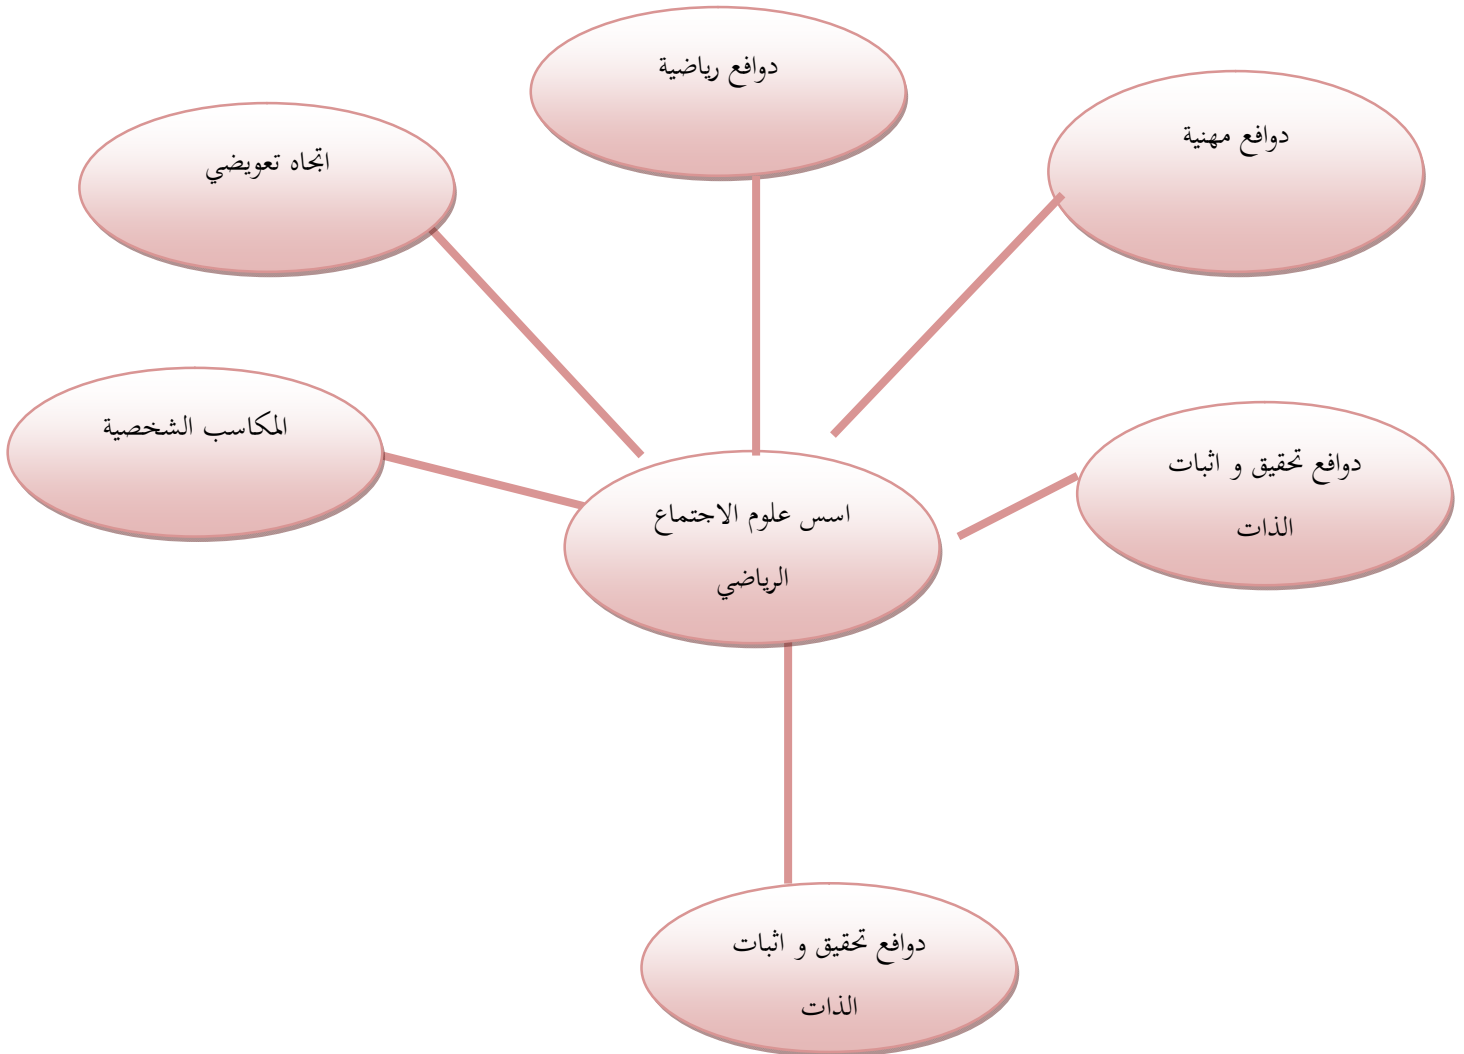 دوافع رياضية
دوافع مهنية
اتجاه تعويضي
المكاسب الشخصية
دوافع تحقيق و اثبات
الذات
اسس علوم الاجتماع
الرياضي
دوافع تحقيق و اثبات
الذات